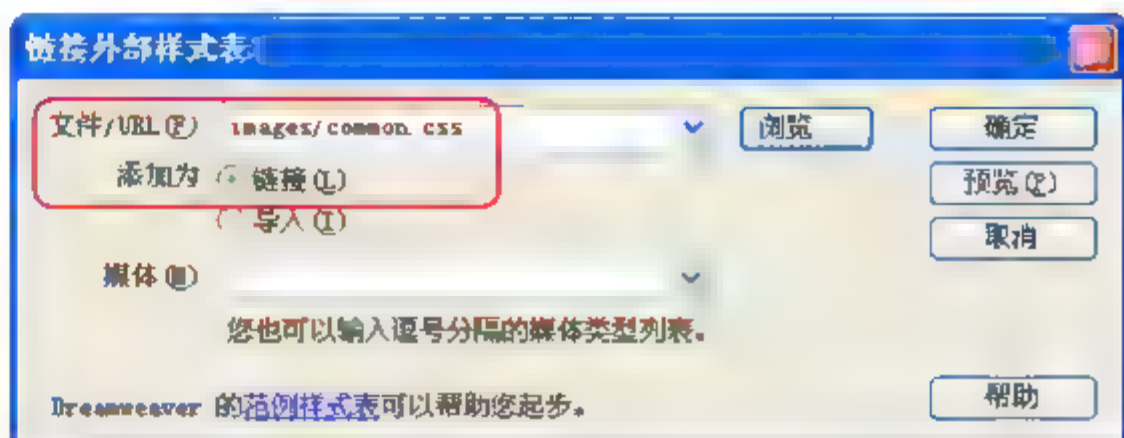 链接外部样式表
文件/URL(F) images/common.css 浏览 确定
添加为 链接(L) 预览(P)
导入(I) 取消
媒体(M)
您也可以输入逗号分隔的媒体类型列表。
Dreamweaver 的范例样式表可以帮助您起步。 帮助